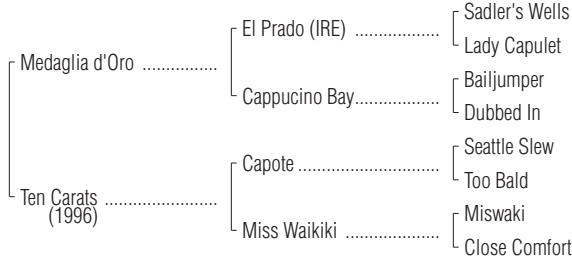 Sadler's Wells
El Prado (IRE) ..................
Lady Capulet
Medaglia d'Oro ................
Bailjumper
Cappucino Bay..................
Dubbed In
Seattle Slew
Capote ..............................
Too Bald
Ten Carats ........................
(1996)
Miswaki
Miss Waikiki ....................
Close Comfort